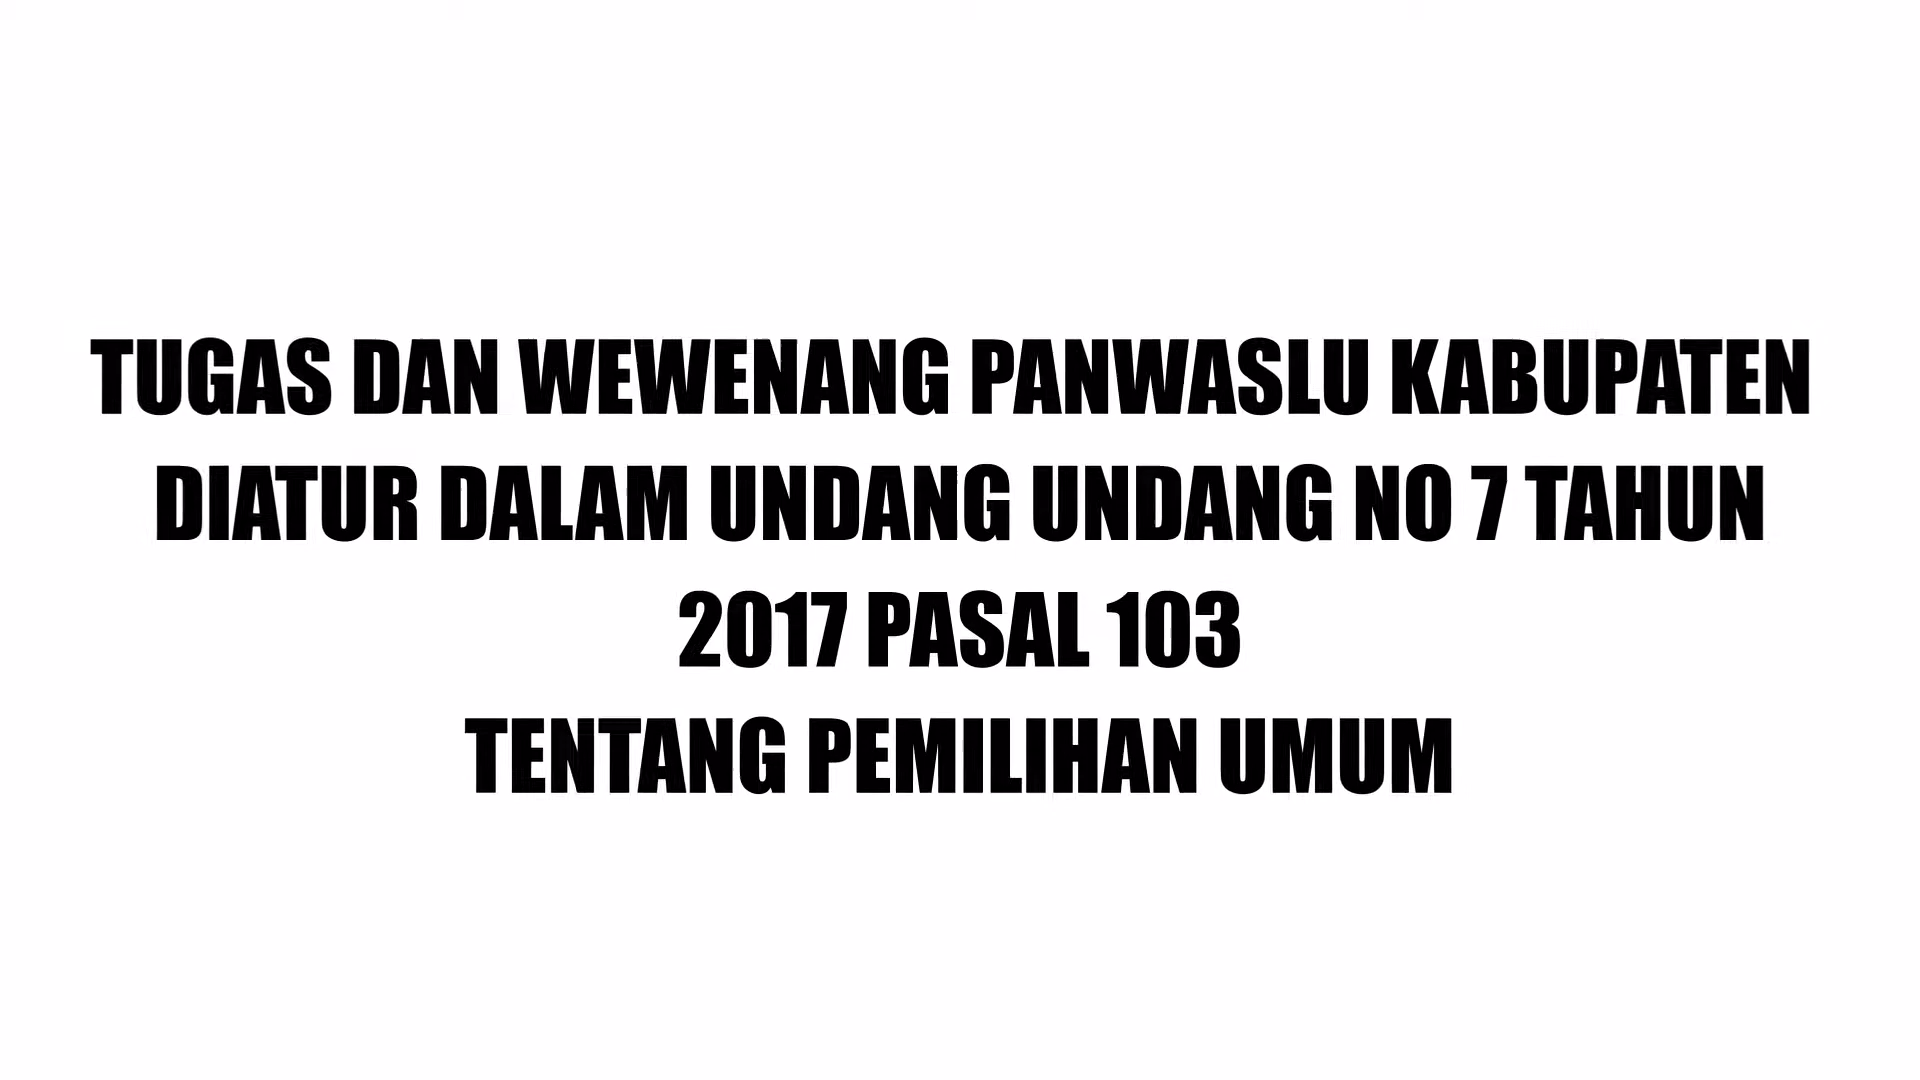 TUGAS DAN WEWENANG PANWASLU KABUPATEN
DIATUR DALAM UNDANG UNDANG NO 7 TAHUN
2017 PASAL 103
TENTANG PEMILIHAN UMUM